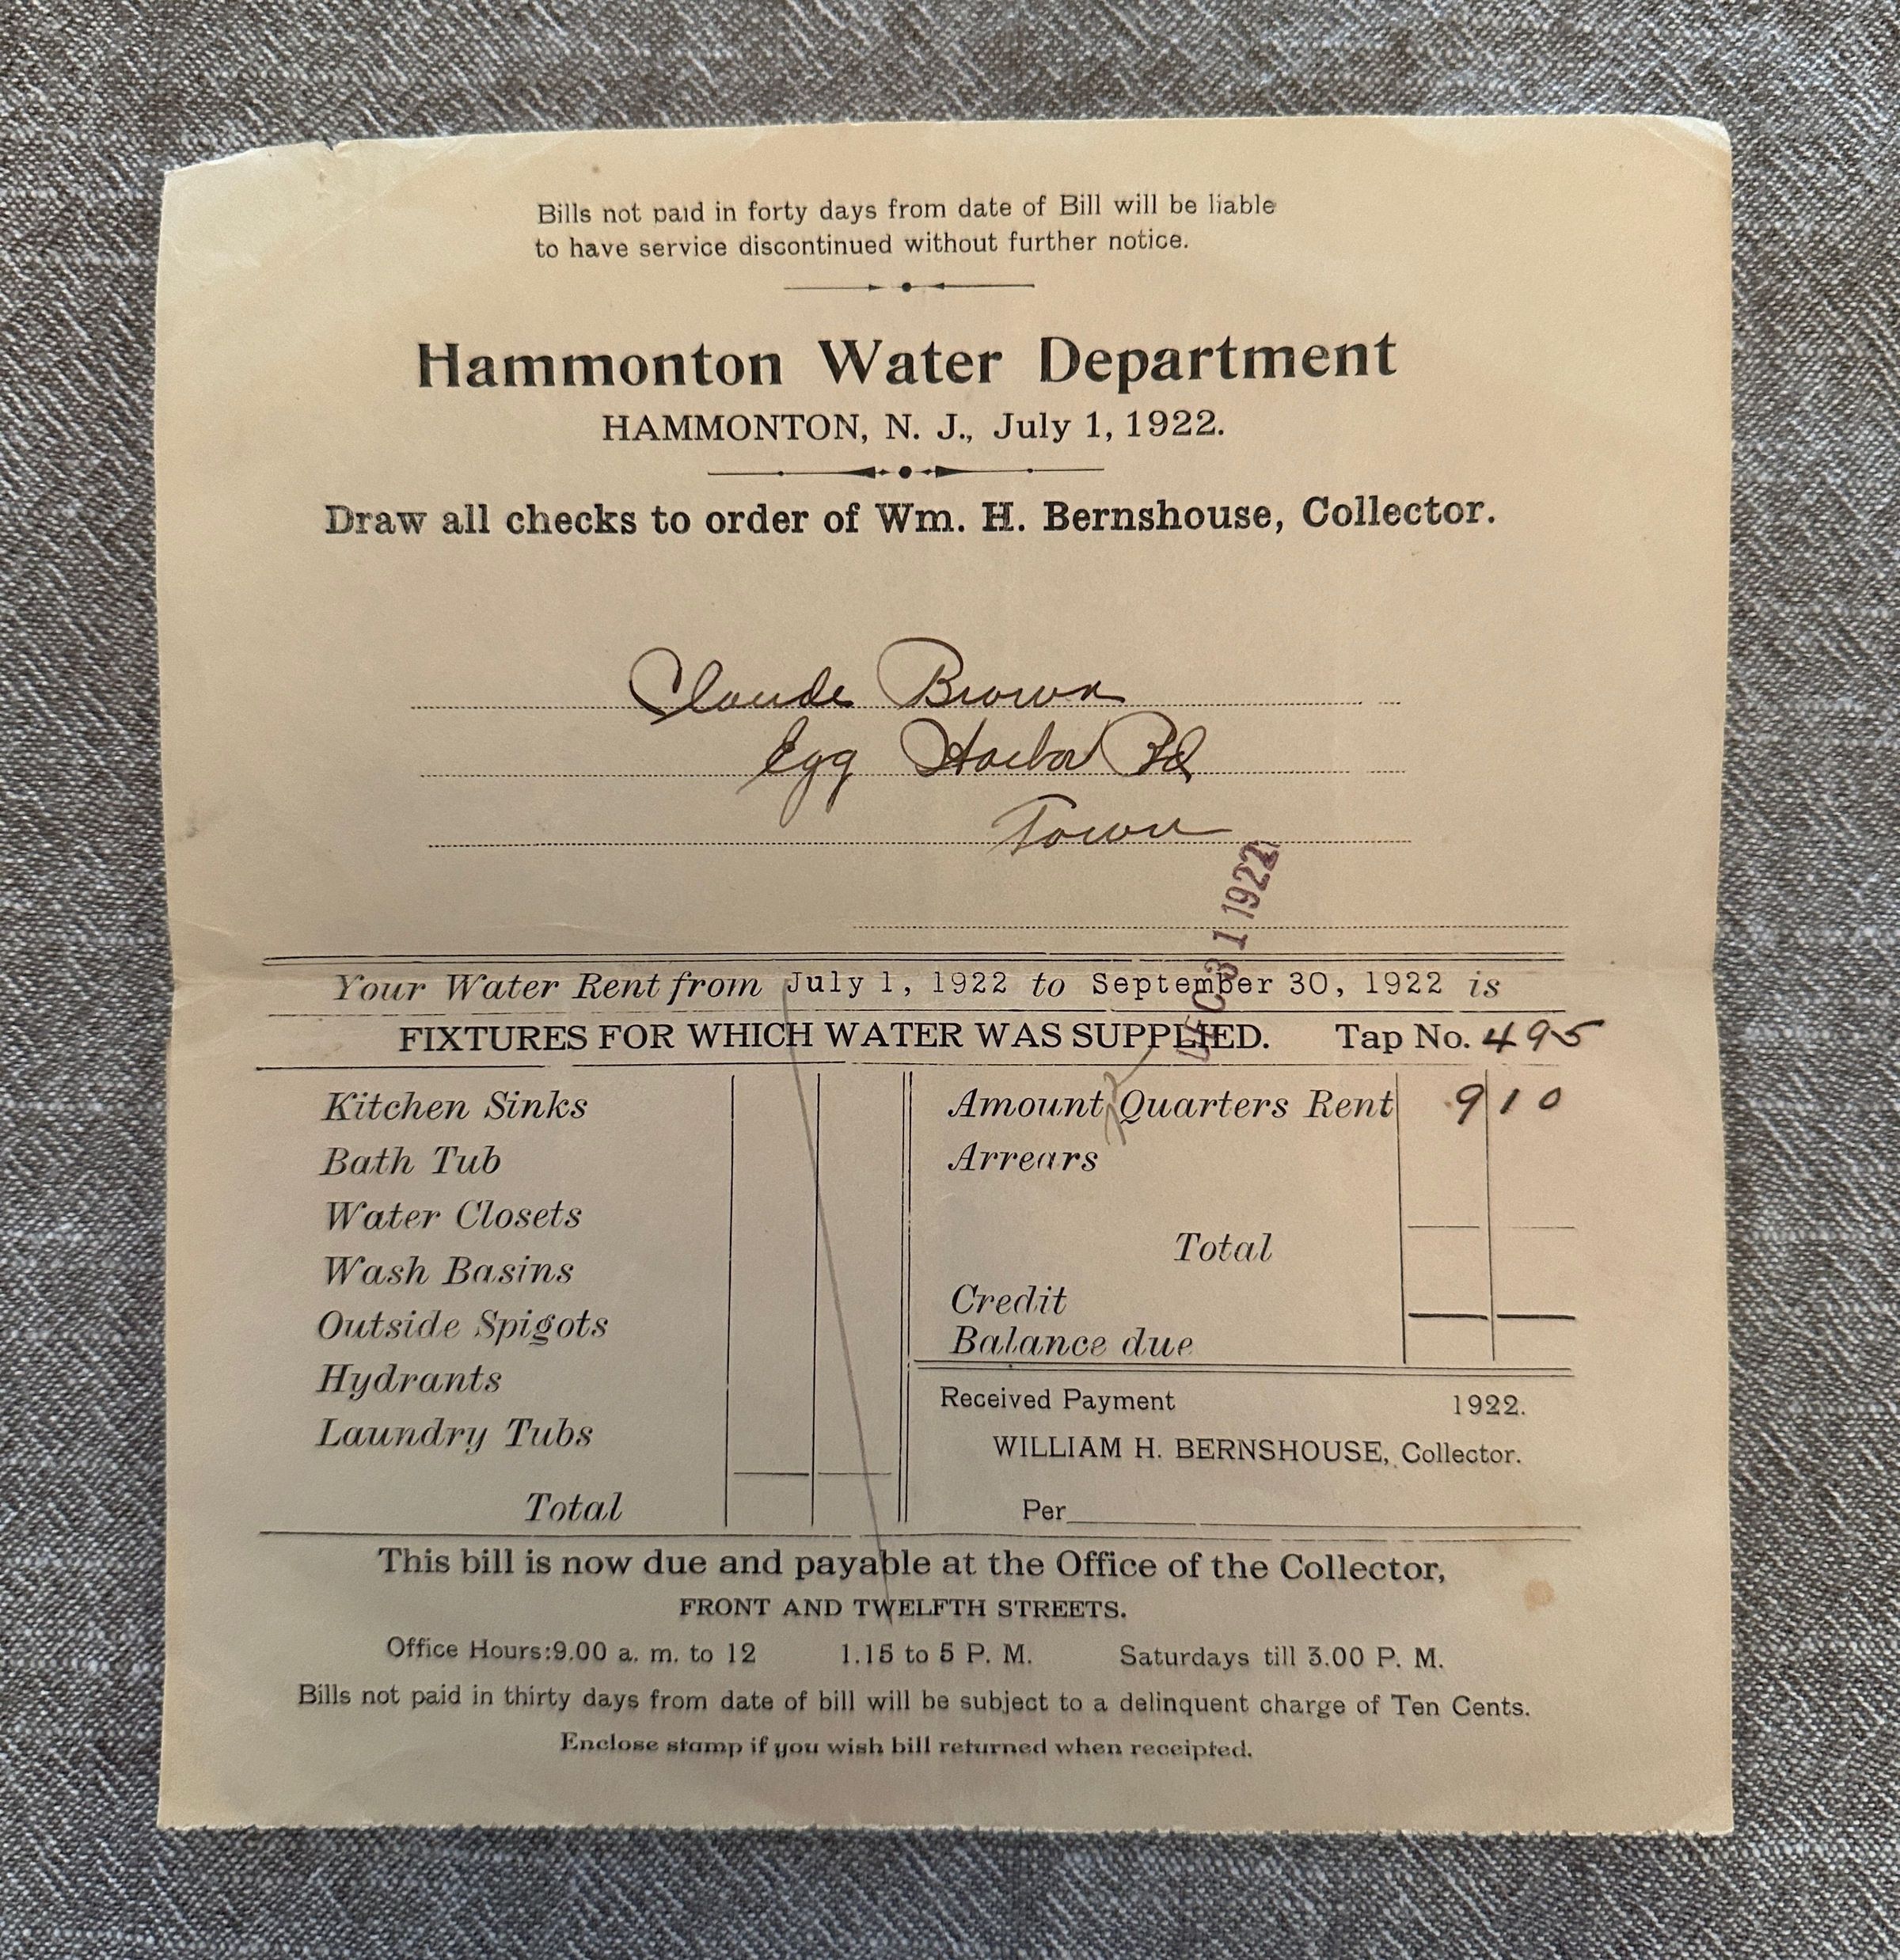 Bills not paid in forty days from date of Bill will be liable
to have service discontinued without further notice.
Hammonton Water Department
HAMMONTON, N. J., July 1, 1922.
Draw all checks to order of Wm. H. Bernshouse, Collector.
Claude Brown
Egg Harbor Rd
Town
DEC 31 1922
Your Water Rent from July 1, 1922 to September 30, 1922 is
FIXTURES FOR WHICH WATER WAS SUPPLIED. Tap No. 495
Kitchen Sinks
Bath Tub
Water Closets
Wash Basins
Outside Spigots
Hydrants
Laundry Tubs
Total
Amount Quarters Rent 9 10
Arrears
Total
Credit
Balance due
Received Payment 1922.
WILLIAM H. BERNSHOUSE, Collector.
Per
This bill is now due and payable at the Office of the Collector,
FRONT AND TWELFTH STREETS.
Office Hours:9.00 a. m. to 12 1.15 to 5 P. M. Saturdays till 3.00 P. M.
Bills not paid in thirty days from date of bill will be subject to a delinquent charge of Ten Cents.
Enclose stamp if you wish bill returned when receipted.